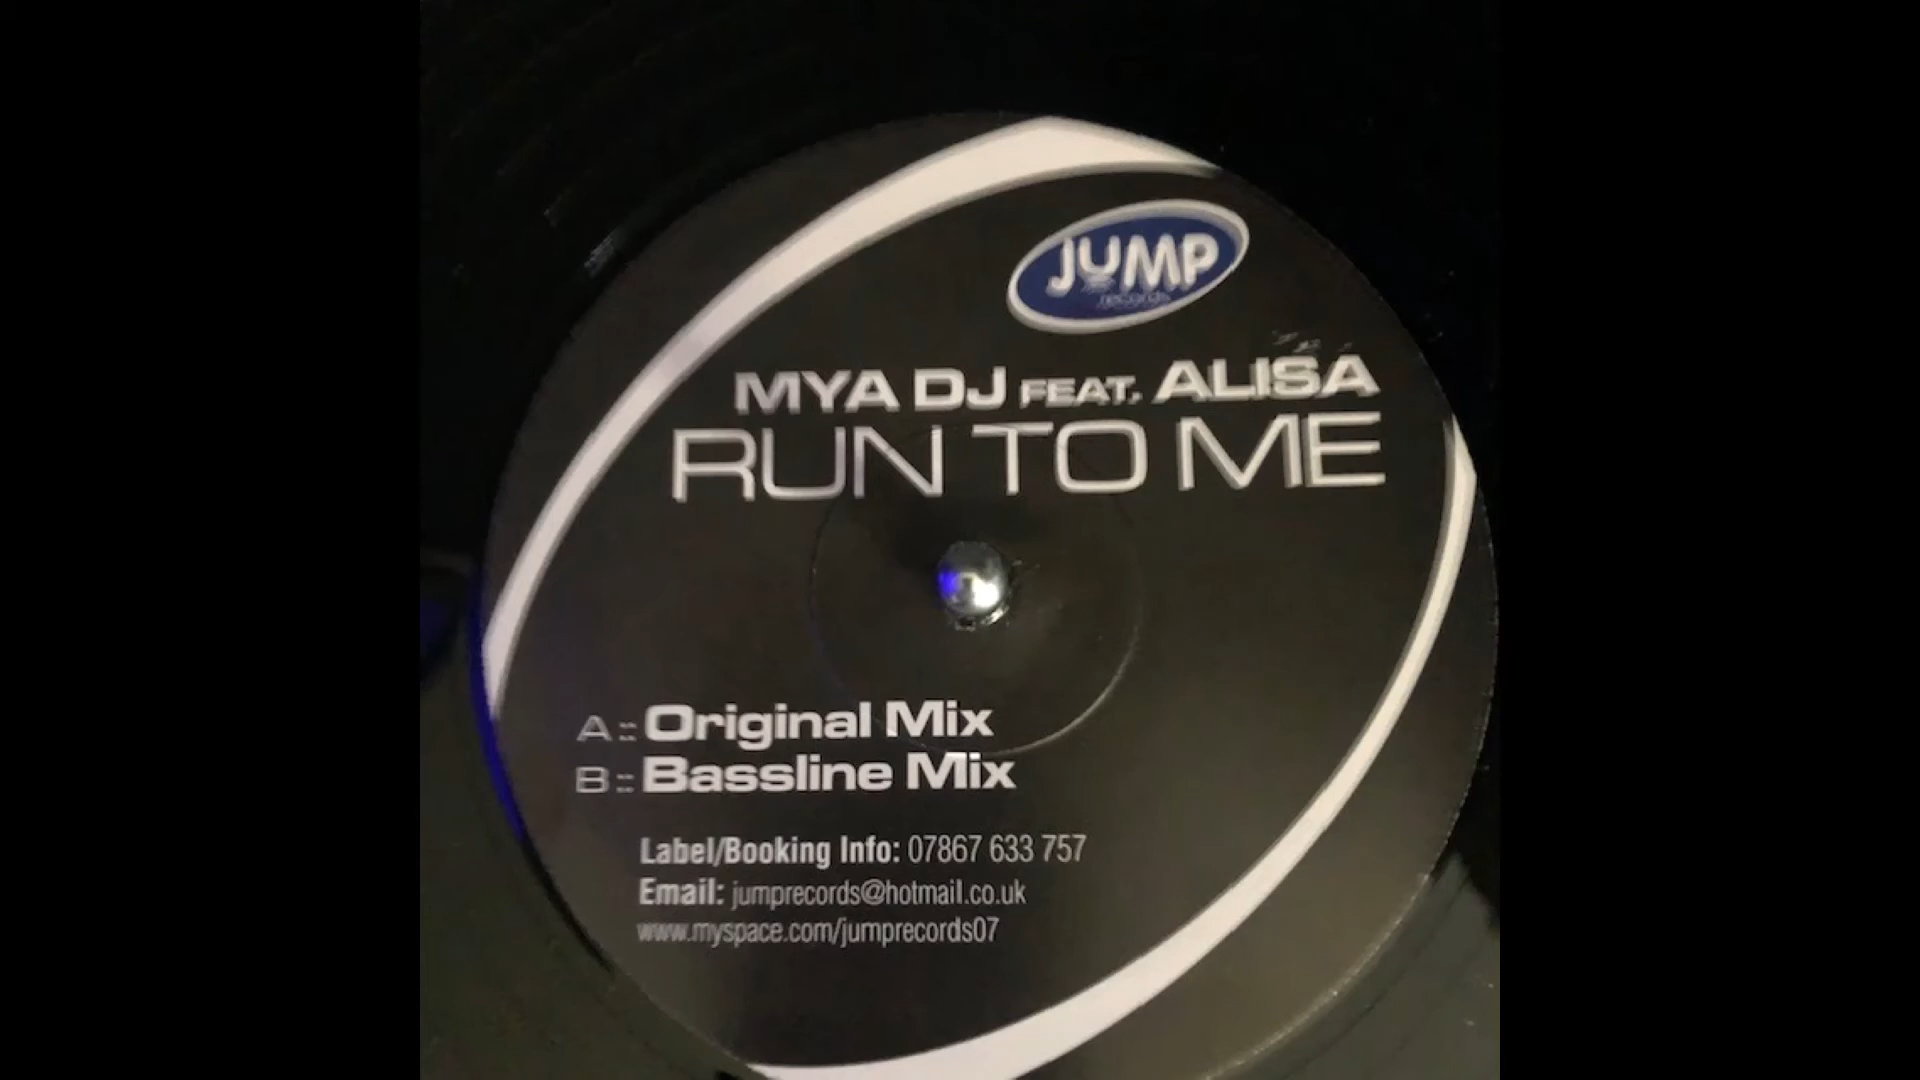 JUMP
records
MYA DJ FEAT. ALISA
RUN TO ME
A :: Original Mix
B :: Bassline Mix
Label/Booking Info: 07867 633 757
Email: jumprecords@hotmail.co.uk
www.myspace.com/jumprecords07